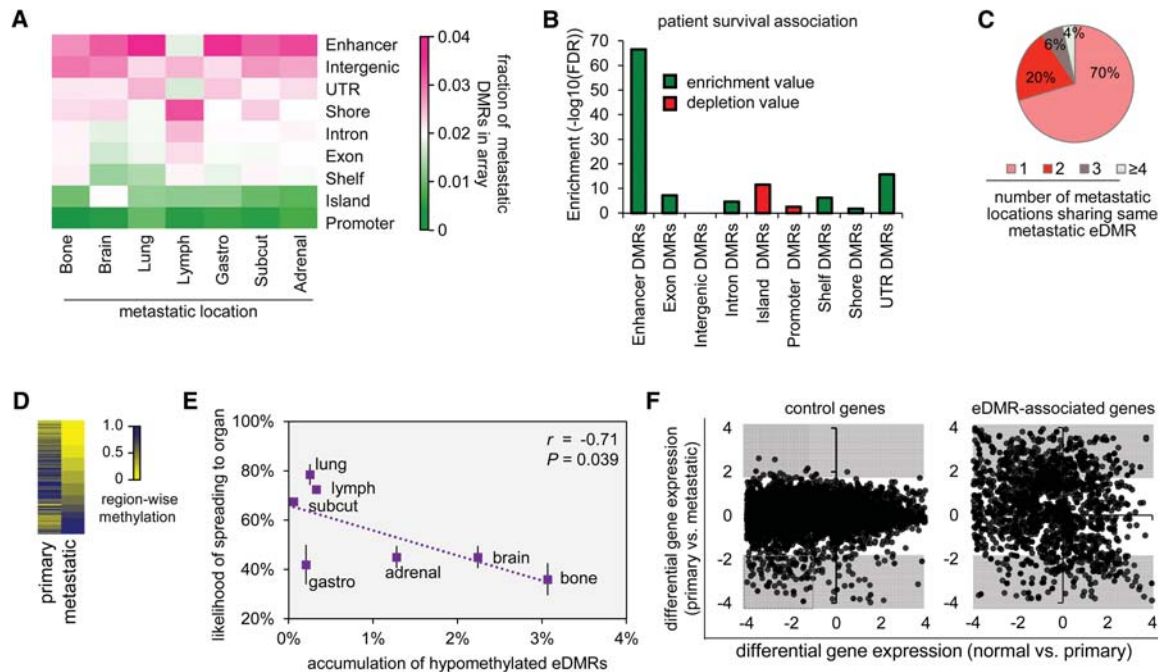 A
Enhancer
Intergenic
UTR
Shore
Intron
Exon
Shelf
Island
Promoter
Bone
Brain
Lung
Lymph
Gastro
Subcut
Adrenal
metastatic location
0.04
0.03
0.02
0.01
0
fraction of metastatic
DMRs in array
B
patient survival association
Enrichment (-log10(FDR))
70
60
50
40
30
20
10
0
enrichment value
depletion value
Enhancer DMRs
Exon DMRs
Intergenic DMRs
Intron DMRs
Island DMRs
Promoter DMRs
Shelf DMRs
Shore DMRs
UTR DMRs
C
4%
6%
20%
70%
1 2 3 ≥4
number of metastatic
locations sharing same
metastatic eDMR
D
1.0
0
region-wise
methylation
primary
metastatic
E
likelihood of spreading to organ
100%
80%
60%
40%
20%
r = -0.71
P = 0.039
lung
lymph
subcut
gastro
adrenal
brain
bone
0% 1% 2% 3% 4%
accumulation of hypomethylated eDMRs
F
control genes
eDMR-associated genes
differential gene expression
(primary vs. metastatic)
4
2
0
-2
-4
4
2
0
-2
-4
-4 -2 0 2 4
-4 -2 0 2 4
differential gene expression (normal vs. primary)